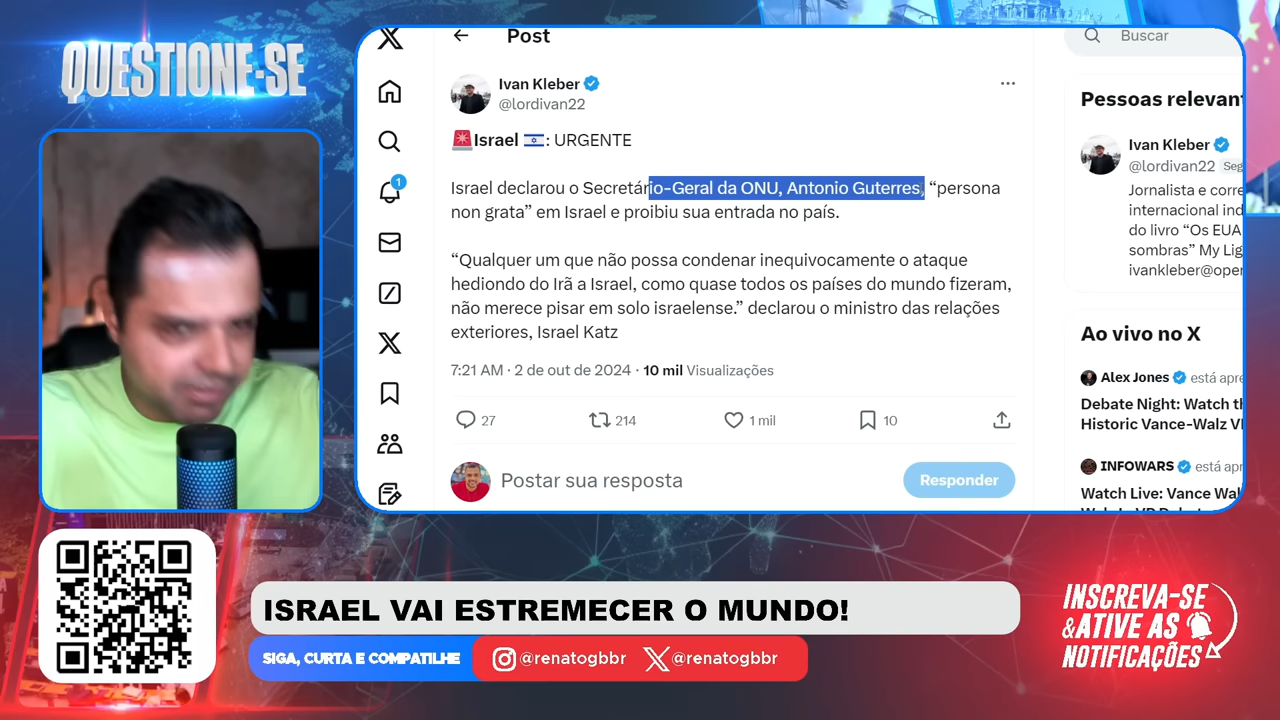 QUESTIONE-SE
Post
Buscar
Ivan Kleber
@lordivan22
🚨Israel 🇮🇱: URGENTE
Israel declarou o Secretário-Geral da ONU, Antonio Guterres, “persona
non grata” em Israel e proibiu sua entrada no país.
“Qualquer um que não possa condenar inequivocamente o ataque
hediondo do Irã a Israel, como quase todos os países do mundo fizeram,
não merece pisar em solo israelense.” declarou o ministro das relações
exteriores, Israel Katz
7:21 AM · 2 de out de 2024 · 10 mil Visualizações
27 214 1 mil 10
Postar sua resposta
Responder
1
Pessoas relevant
Ivan Kleber
@lordivan22 Seg
Jornalista e corre
internacional ind
do livro “Os EUA
sombras” My Lig
ivankleber@oper
Ao vivo no X
Alex Jones está apre
Debate Night: Watch th
Historic Vance-Walz VI
INFOWARS está apr
Watch Live: Vance Wal
ISRAEL VAI ESTREMECER O MUNDO!
SIGA, CURTA E COMPATILHE
@renatogbbr
@renatogbbr
INSCREVA-SE
&ATIVE AS
NOTIFICAÇÕES